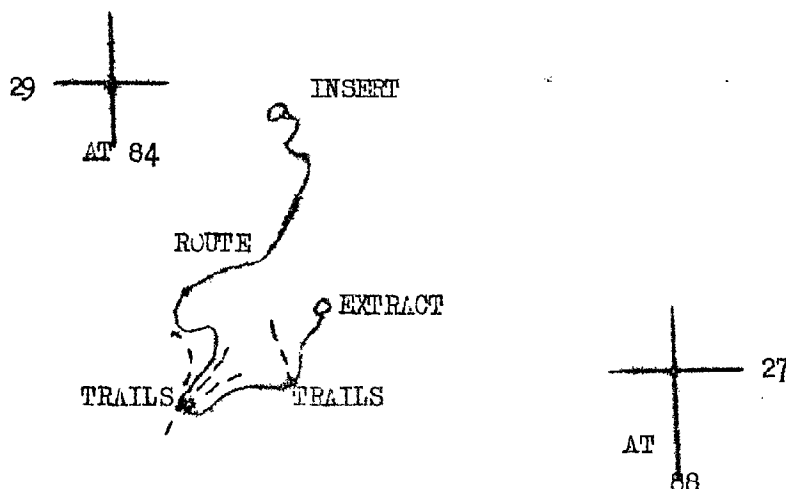 INSERT
29
AT 84
ROUTE
EXTRACT
27
TRAILS
TRAILS
AT
88